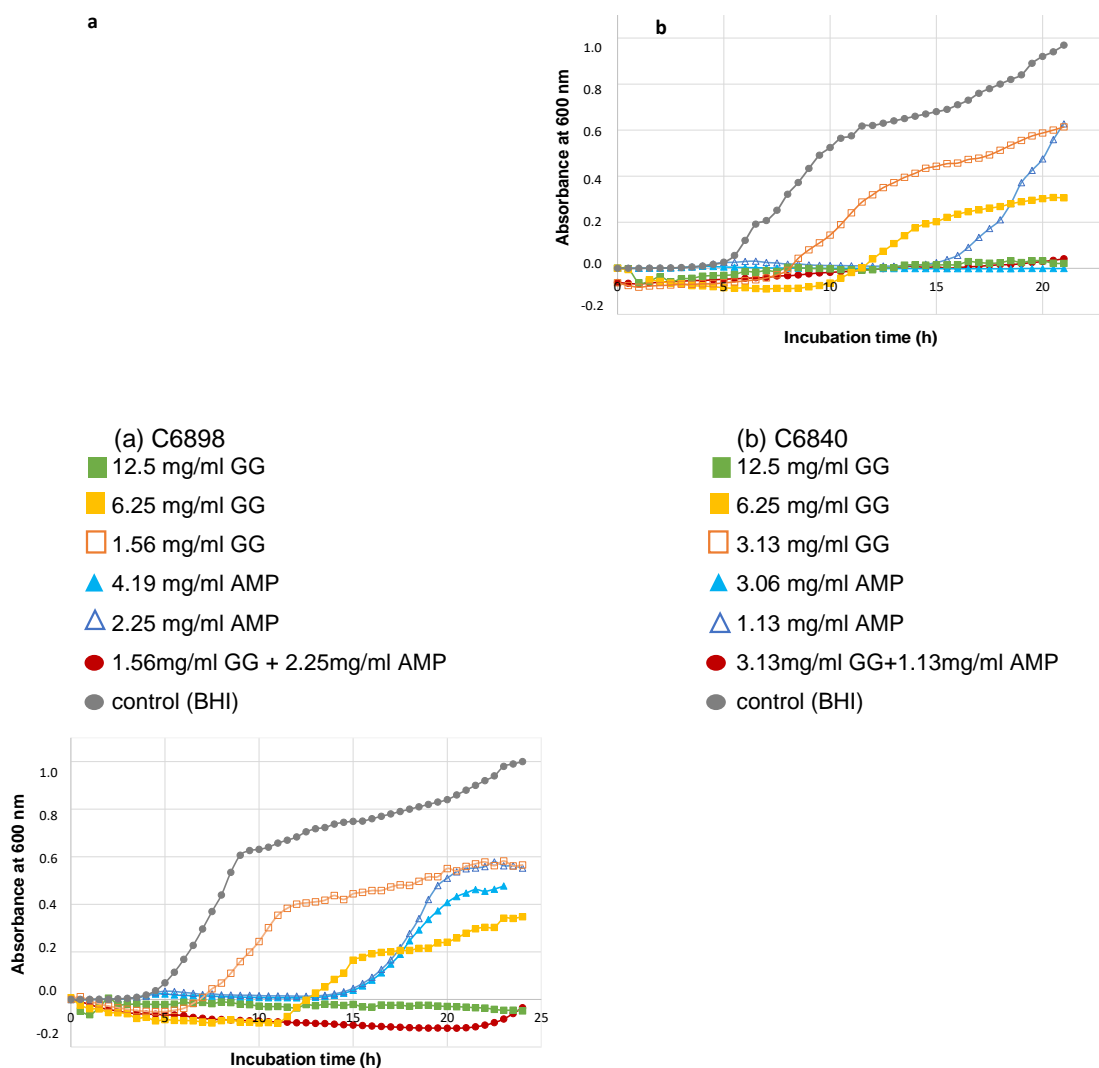 a
b
1.0
0.8
0.6
0.4
0.2
0.0
-0.2
Absorbance at 600 nm
0 5 10 15 20
Incubation time (h)
(a) C6898
12.5 mg/ml GG
6.25 mg/ml GG
1.56 mg/ml GG
4.19 mg/ml AMP
2.25 mg/ml AMP
1.56mg/ml GG + 2.25mg/ml AMP
control (BHI)
(b) C6840
12.5 mg/ml GG
6.25 mg/ml GG
3.13 mg/ml GG
3.06 mg/ml AMP
1.13 mg/ml AMP
3.13mg/ml GG+1.13mg/ml AMP
control (BHI)
1.0
0.8
0.6
0.4
0.2
0.0
-0.2
Absorbance at 600 nm
0 5 10 15 20 25
Incubation time (h)